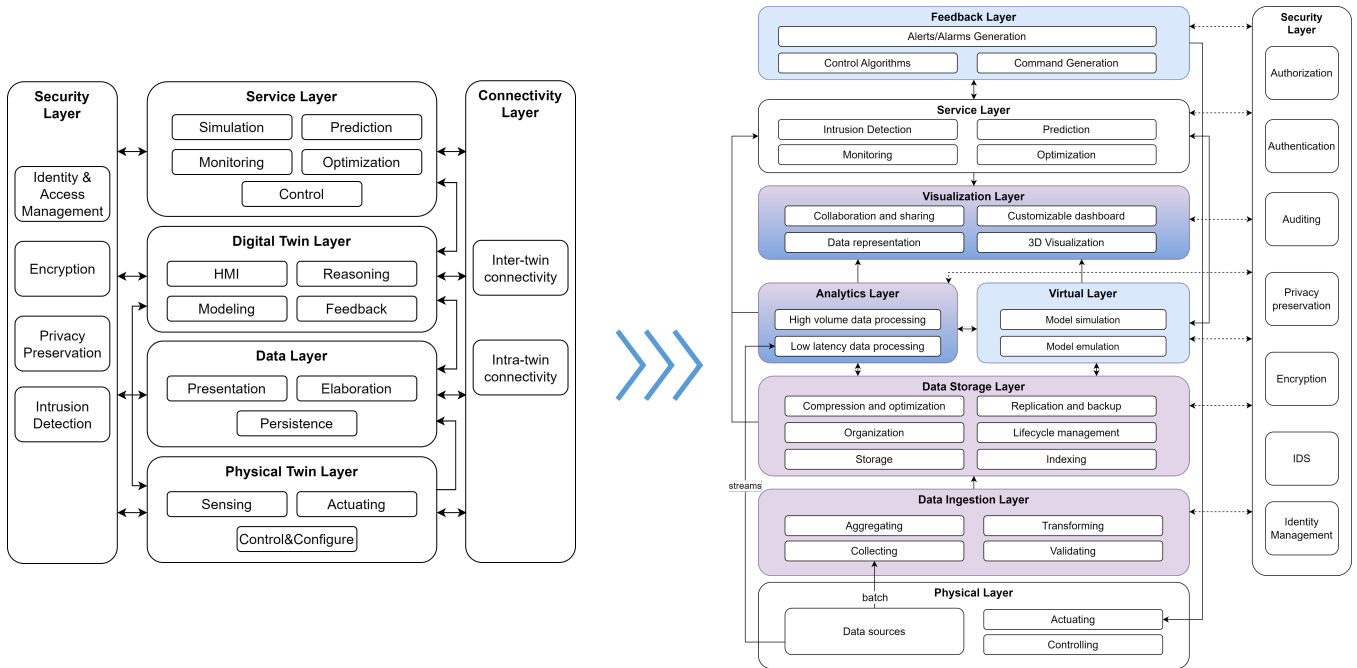 Security
Layer
Identity &
Access
Management
Encryption
Privacy
Preservation
Intrusion
Detection
Service Layer
Simulation
Prediction
Monitoring
Optimization
Control
Digital Twin Layer
HMI
Reasoning
Modeling
Feedback
Data Layer
Presentation
Elaboration
Persistence
Physical Twin Layer
Sensing
Actuating
Control&Configure
Connectivity
Layer
Inter-twin
connectivity
Intra-twin
connectivity
Feedback Layer
Alerts/Alarms Generation
Control Algorithms
Command Generation
Service Layer
Intrusion Detection
Prediction
Monitoring
Optimization
Visualization Layer
Collaboration and sharing
Customizable dashboard
Data representation
3D Visualization
Analytics Layer
High volume data processing
Low latency data processing
Virtual Layer
Model simulation
Model emulation
Data Storage Layer
Compression and optimization
Replication and backup
Organization
Lifecycle management
Storage
Indexing
streams
Data Ingestion Layer
Aggregating
Transforming
Collecting
Validating
batch
Physical Layer
Data sources
Actuating
Controlling
Security
Layer
Authorization
Authentication
Auditing
Privacy
preservation
Encryption
IDS
Identity
Management